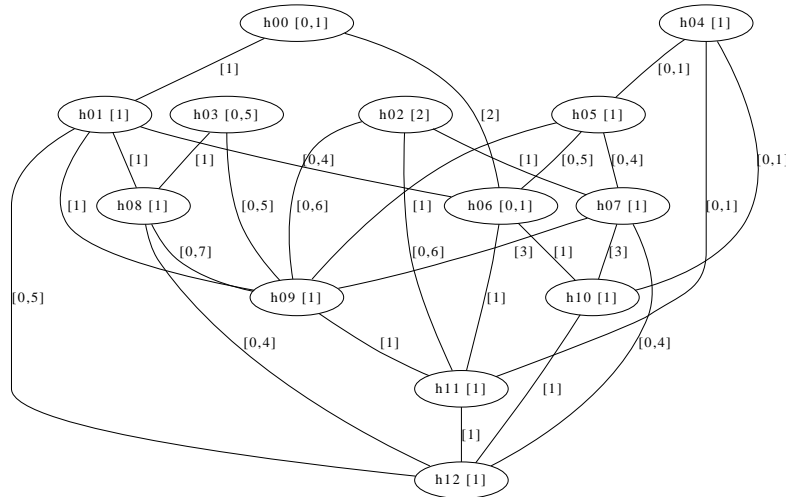 h00 [0,1]
h04 [1]
[1]
[0,1]
h01 [1]
h03 [0,5]
h02 [2]
[2]
h05 [1]
[1]
[1]
[0,4]
[1]
[0,5]
[0,4]
[0,1]
h08 [1]
[1]
[0,5]
[0,6]
[1]
h06 [0,1]
h07 [1]
[0,1]
[0,7]
[0,6]
[3]
[1]
[3]
[0,5]
h09 [1]
[1]
h10 [1]
[0,4]
[1]
[0,4]
h11 [1]
[1]
[1]
h12 [1]